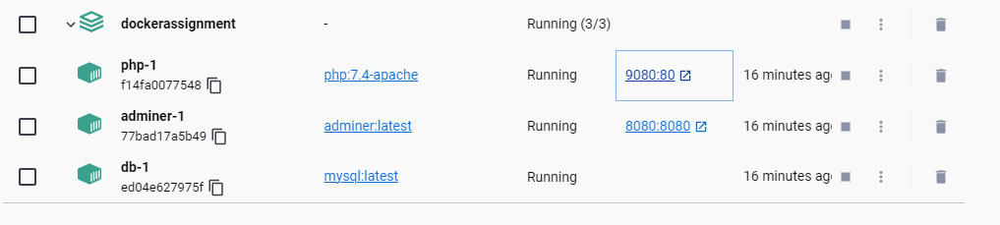 dockerassignment - Running (3/3)
php-1
f14fa0077548 php:7.4-apache Running 9080:80 16 minutes ag
adminer-1
77bad17a5b49 adminer:latest Running 8080:8080 16 minutes ag
db-1
ed04e627975f mysql:latest Running 16 minutes ag